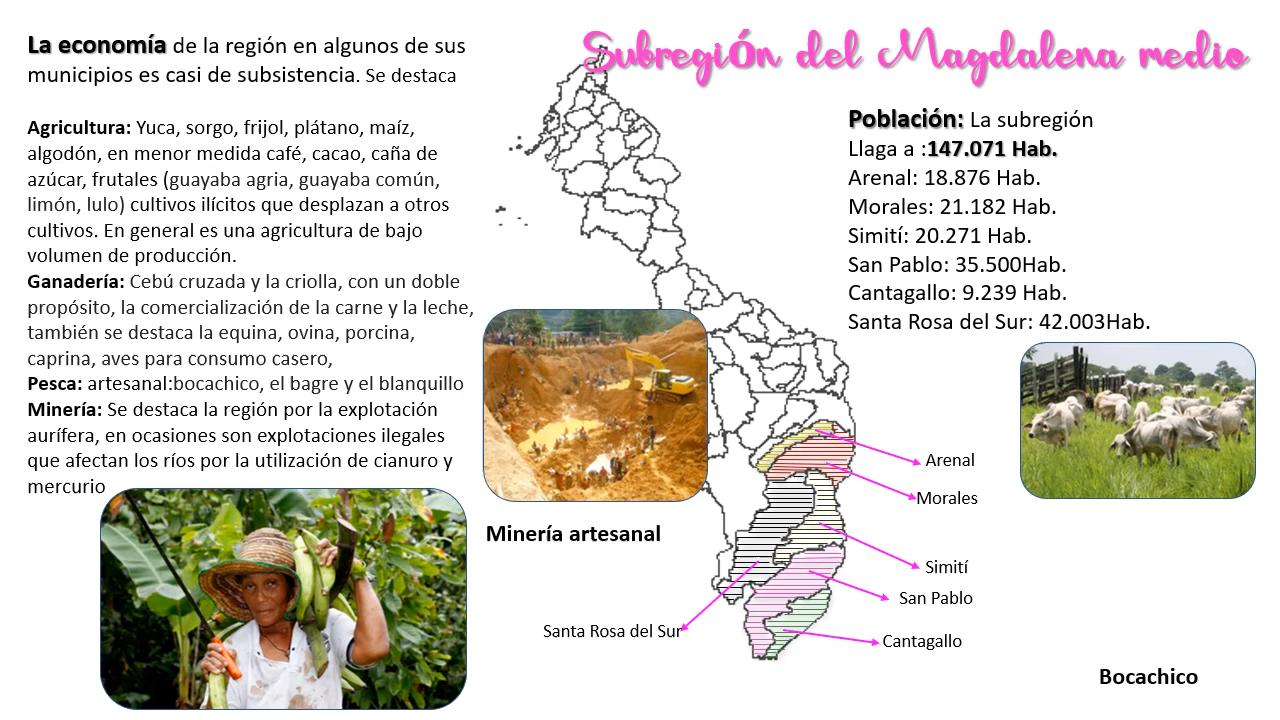 Subregión del Magdalena medio
La economía de la región en algunos de sus
municipios es casi de subsistencia. Se destaca
Agricultura: Yuca, sorgo, frijol, plátano, maíz,
algodón, en menor medida café, cacao, caña de
azúcar, frutales (guayaba agria, guayaba común,
limón, lulo) cultivos ilícitos que desplazan a otros
cultivos. En general es una agricultura de bajo
volumen de producción.
Ganadería: Cebú cruzada y la criolla, con un doble
propósito, la comercialización de la carne y la leche,
también se destaca la equina, ovina, porcina,
caprina, aves para consumo casero,
Pesca: artesanal:bocachico, el bagre y el blanquillo
Minería: Se destaca la región por la explotación
aurífera, en ocasiones son explotaciones ilegales
que afectan los ríos por la utilización de cianuro y
mercurio
Población: La subregión
Llaga a :147.071 Hab.
Arenal: 18.876 Hab.
Morales: 21.182 Hab.
Simití: 20.271 Hab.
San Pablo: 35.500Hab.
Cantagallo: 9.239 Hab.
Santa Rosa del Sur: 42.003Hab.
Arenal
Morales
Minería artesanal
Simití
San Pablo
Santa Rosa del Sur
Cantagallo
Bocachico